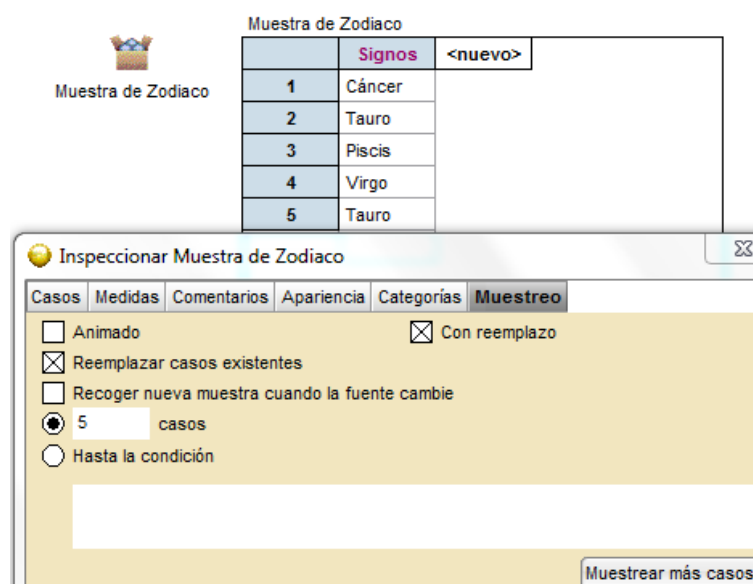 Muestra de Zodiaco
Muestra de Zodiaco
Signos <nuevo>
1 Cáncer
2 Tauro
3 Piscis
4 Virgo
5 Tauro
Inspeccionar Muestra de Zodiaco
Casos Medidas Comentarios Apariencia Categorías Muestreo
Animado Con reemplazo
Reemplazar casos existentes
Recoger nueva muestra cuando la fuente cambie
5 casos
Hasta la condición
Muestrear más casos